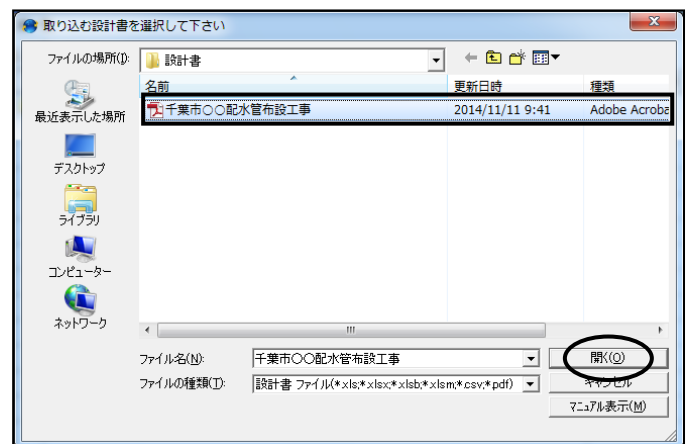 取り込む設計書を選択して下さい
ファイルの場所(I):
設計書
名前
更新日時
種類
千葉市○○配水管布設工事
2014/11/11 9:41
Adobe Acroba
最近表示した場所
デスクトップ
ライブラリ
コンピューター
ネットワーク
ファイル名(N):
千葉市○○配水管布設工事
開く(O)
ファイルの種類(T):
設計書 ファイル(*.xls;*.xlsx;*.xlsb;*.xlsm;*.csv;*.pdf)
キャンセル
マニュアル表示(M)